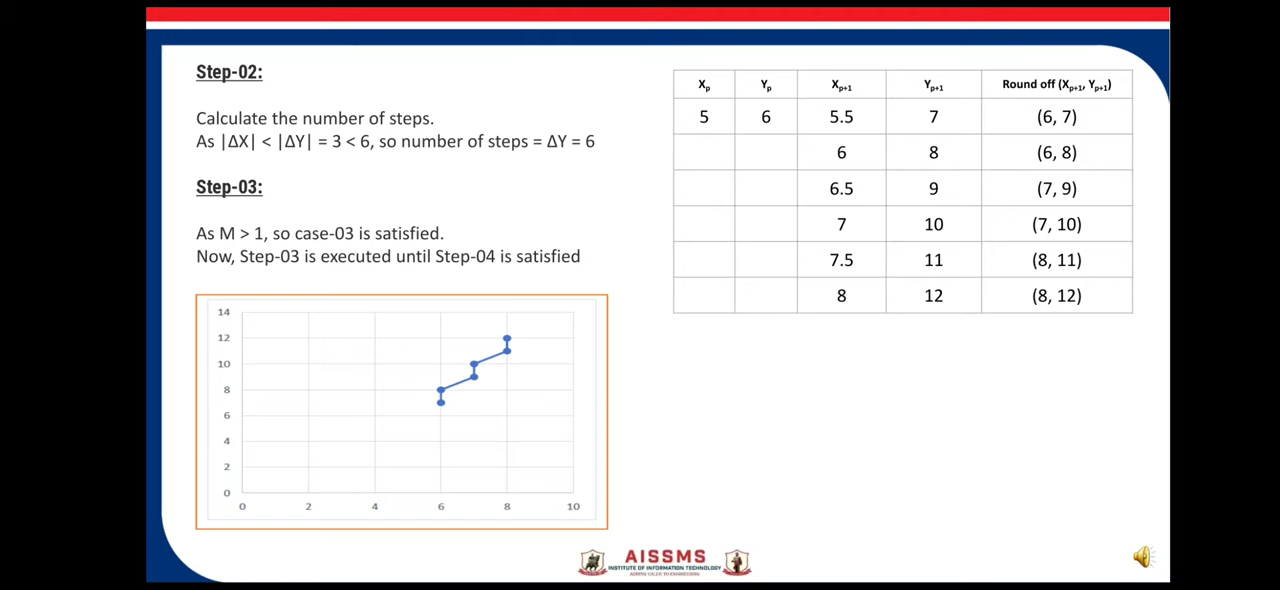 Step-02:
Calculate the number of steps.
As |ΔX| < |ΔY| = 3 < 6, so number of steps = ΔY = 6
Step-03:
As M > 1, so case-03 is satisfied.
Now, Step-03 is executed until Step-04 is satisfied
14
12
10
8
6
4
2
0
0 2 4 6 8 10
Xp Yp Xp+1 Yp+1 Round off (Xp+1, Yp+1)
5 6 5.5 7 (6, 7)
6 8 (6, 8)
6.5 9 (7, 9)
7 10 (7, 10)
7.5 11 (8, 11)
8 12 (8, 12)
AISSMS
INSTITUTE OF INFORMATION TECHNOLOGY
ADDING VALUE TO ENGINEERING